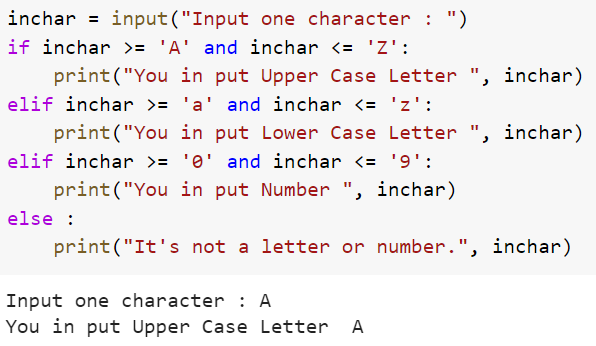 inchar = input("Input one character : ")
if inchar >= 'A' and inchar <= 'Z':
    print("You in put Upper Case Letter ", inchar)
elif inchar >= 'a' and inchar <= 'z':
    print("You in put Lower Case Letter ", inchar)
elif inchar >= '0' and inchar <= '9':
    print("You in put Number ", inchar)
else :
    print("It's not a letter or number.", inchar)
Input one character : A
You in put Upper Case Letter  A